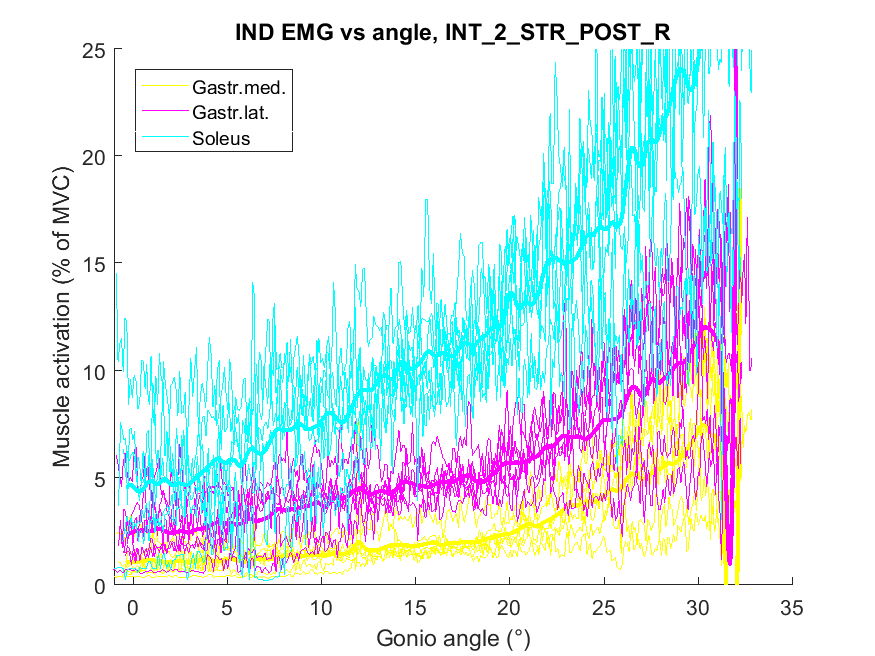 IND EMG vs angle, INT_2_STR_POST_R
25
20
15
10
5
0
Muscle activation (% of MVC)
Gastr.med.
Gastr.lat.
Soleus
0 5 10 15 20 25 30 35
Gonio angle (°)